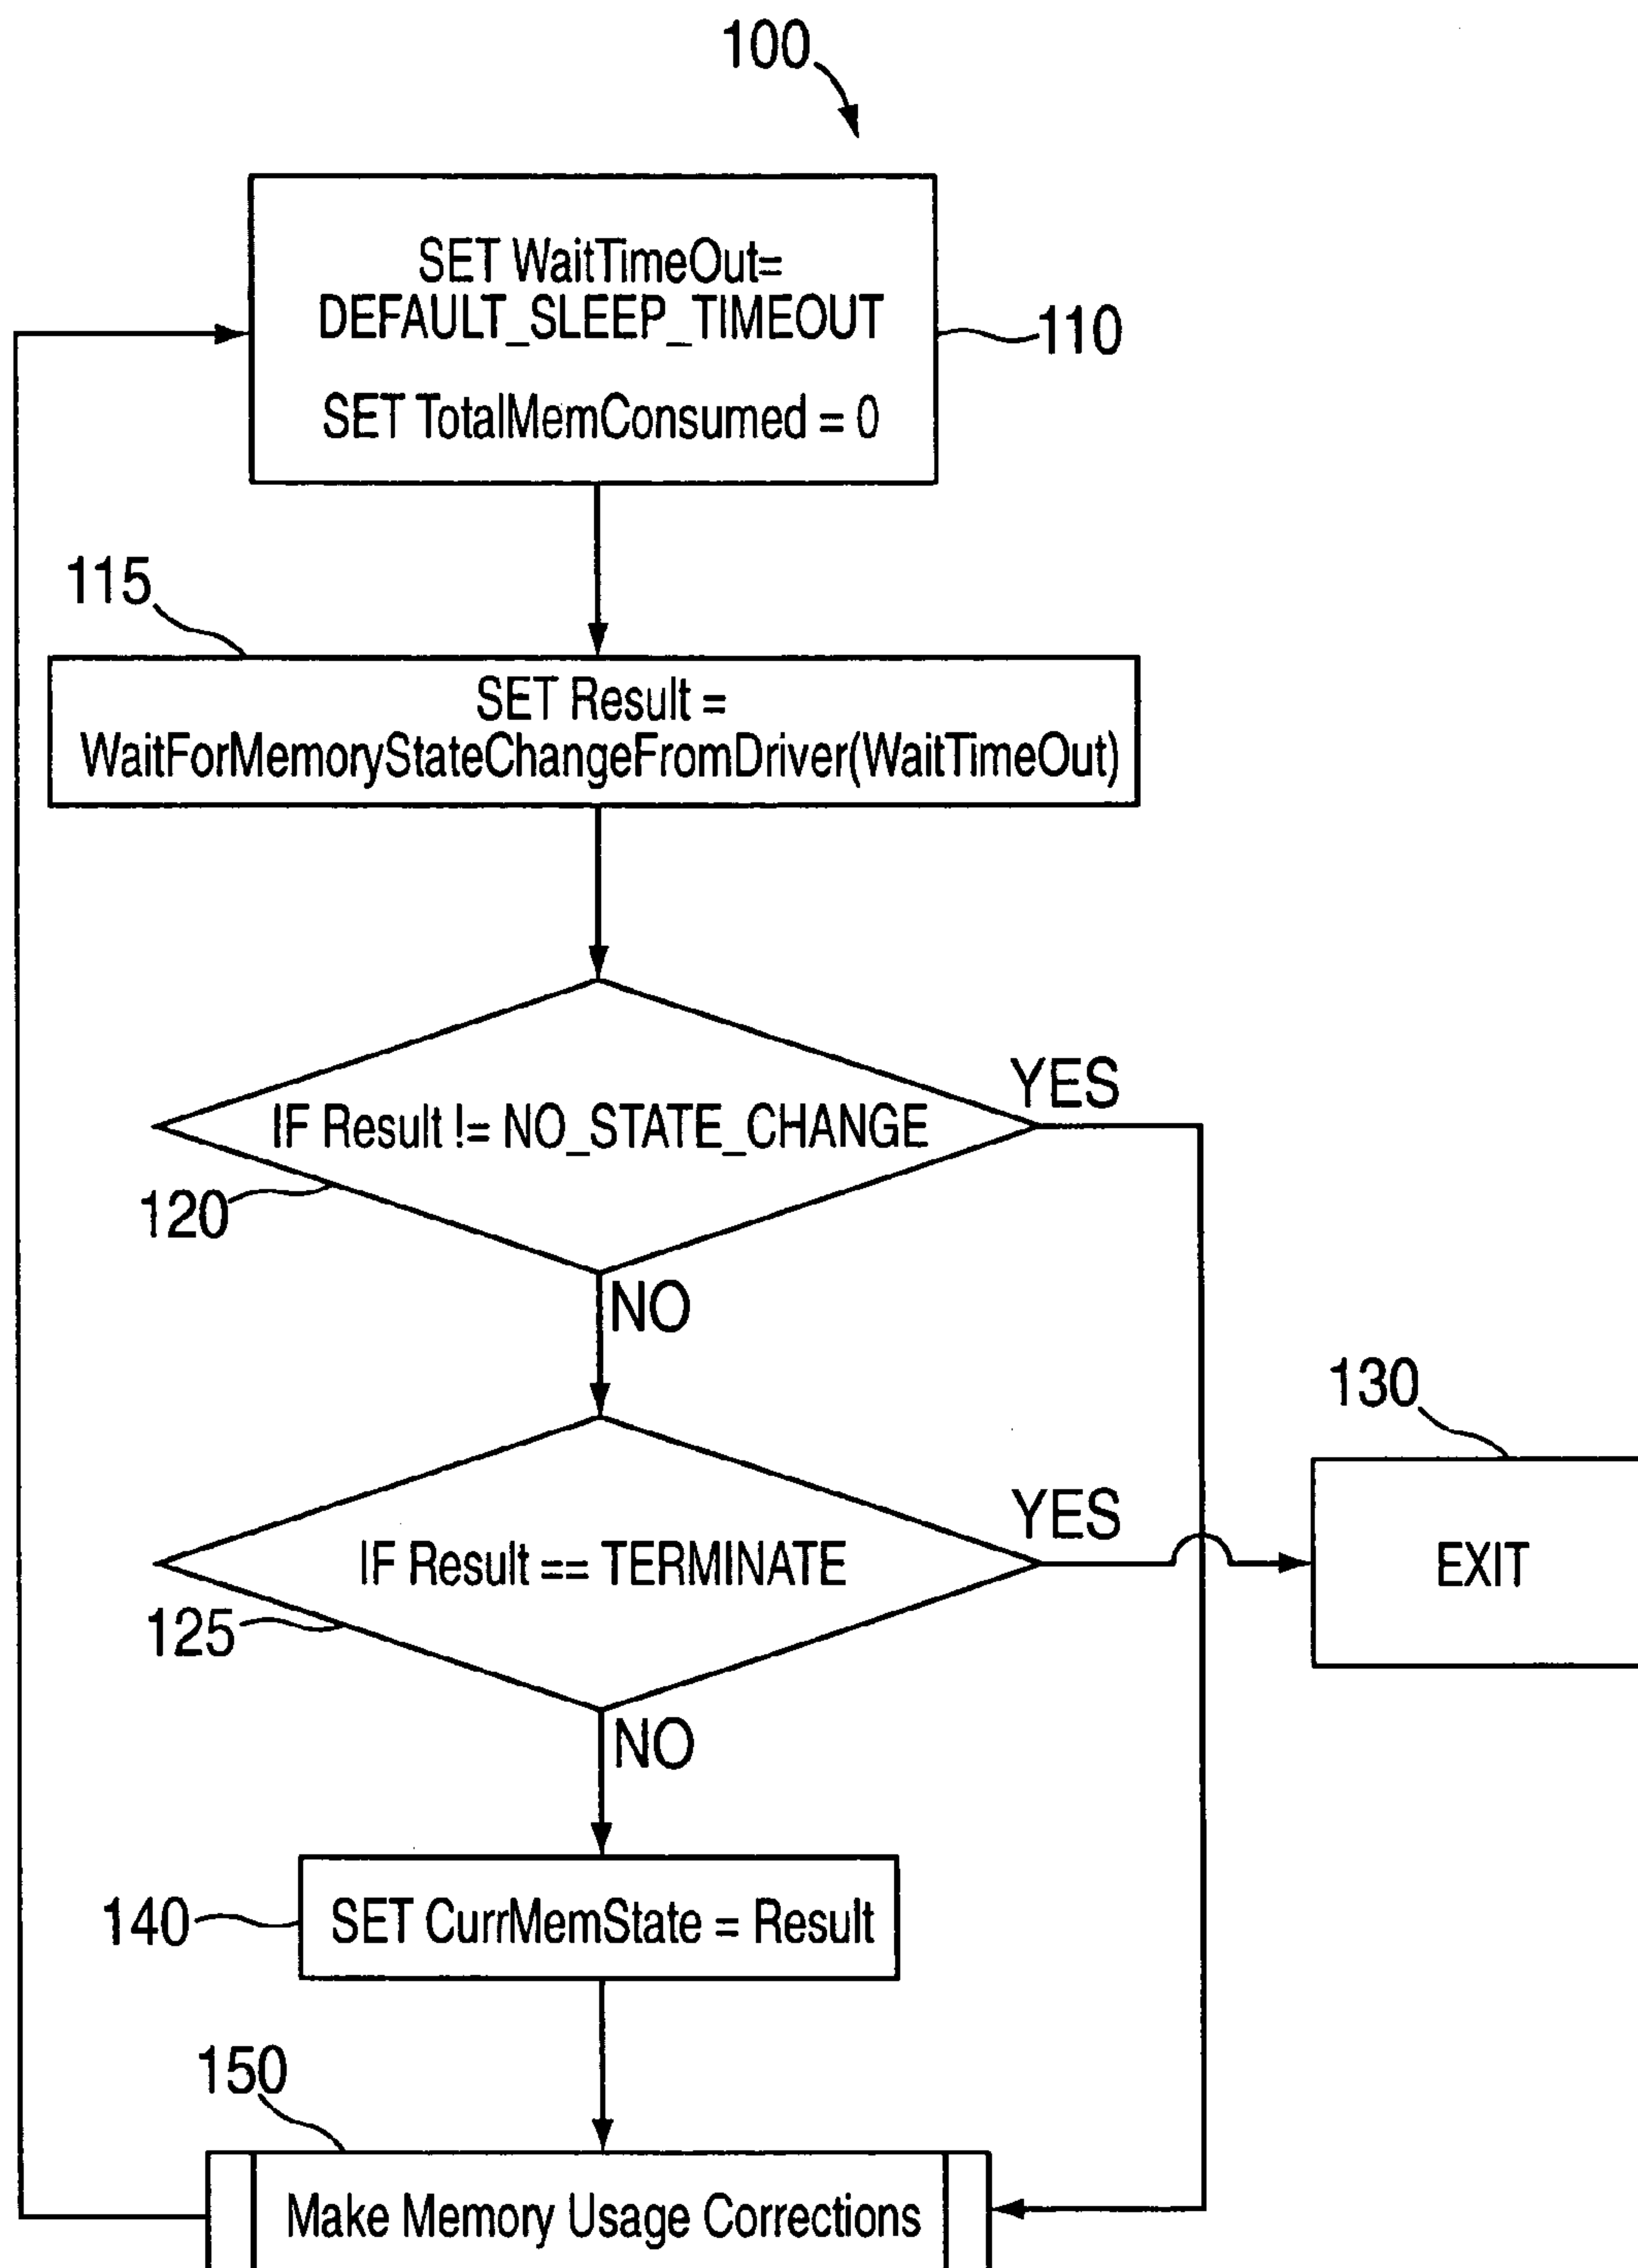 100
SET WaitTimeOut=
DEFAULT_SLEEP_TIMEOUT
SET TotalMemConsumed = 0
110
115
SET Result =
WaitForMemoryStateChangeFromDriver(WaitTimeOut)
IF Result != NO_STATE_CHANGE
YES
120
NO
130
IF Result == TERMINATE
YES
EXIT
125
NO
140
SET CurrMemState = Result
150
Make Memory Usage Corrections